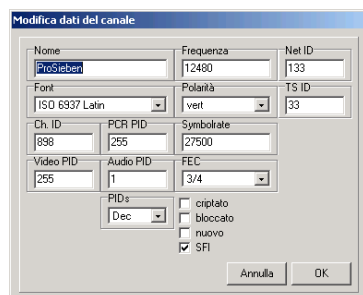 Modifica dati del canale
Nome Frequenza Net ID
ProSieben 12480 133
Font Polarità TS ID
ISO 6937 Latin vert 33
Ch. ID PCR PID Symbolrate
898 255 27500
Video PID Audio PID FEC
255 1 3/4
PIDs criptato
Dec bloccato
nuovo
SFI
Annulla OK